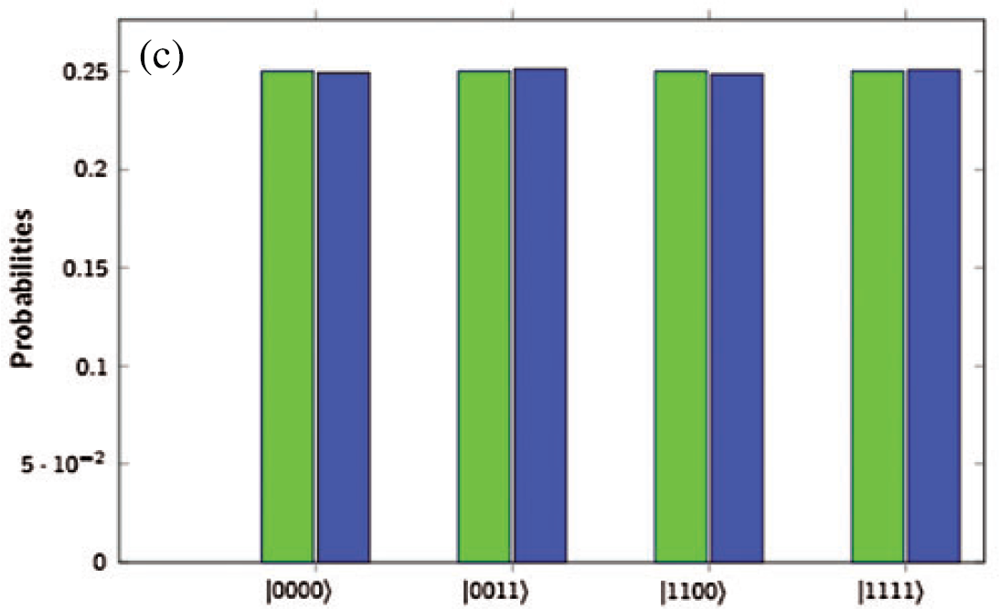 (c)
Probabilities
0.25
0.2
0.15
0.1
5 · 10⁻²
0
|0000⟩ |0011⟩ |1100⟩ |1111⟩